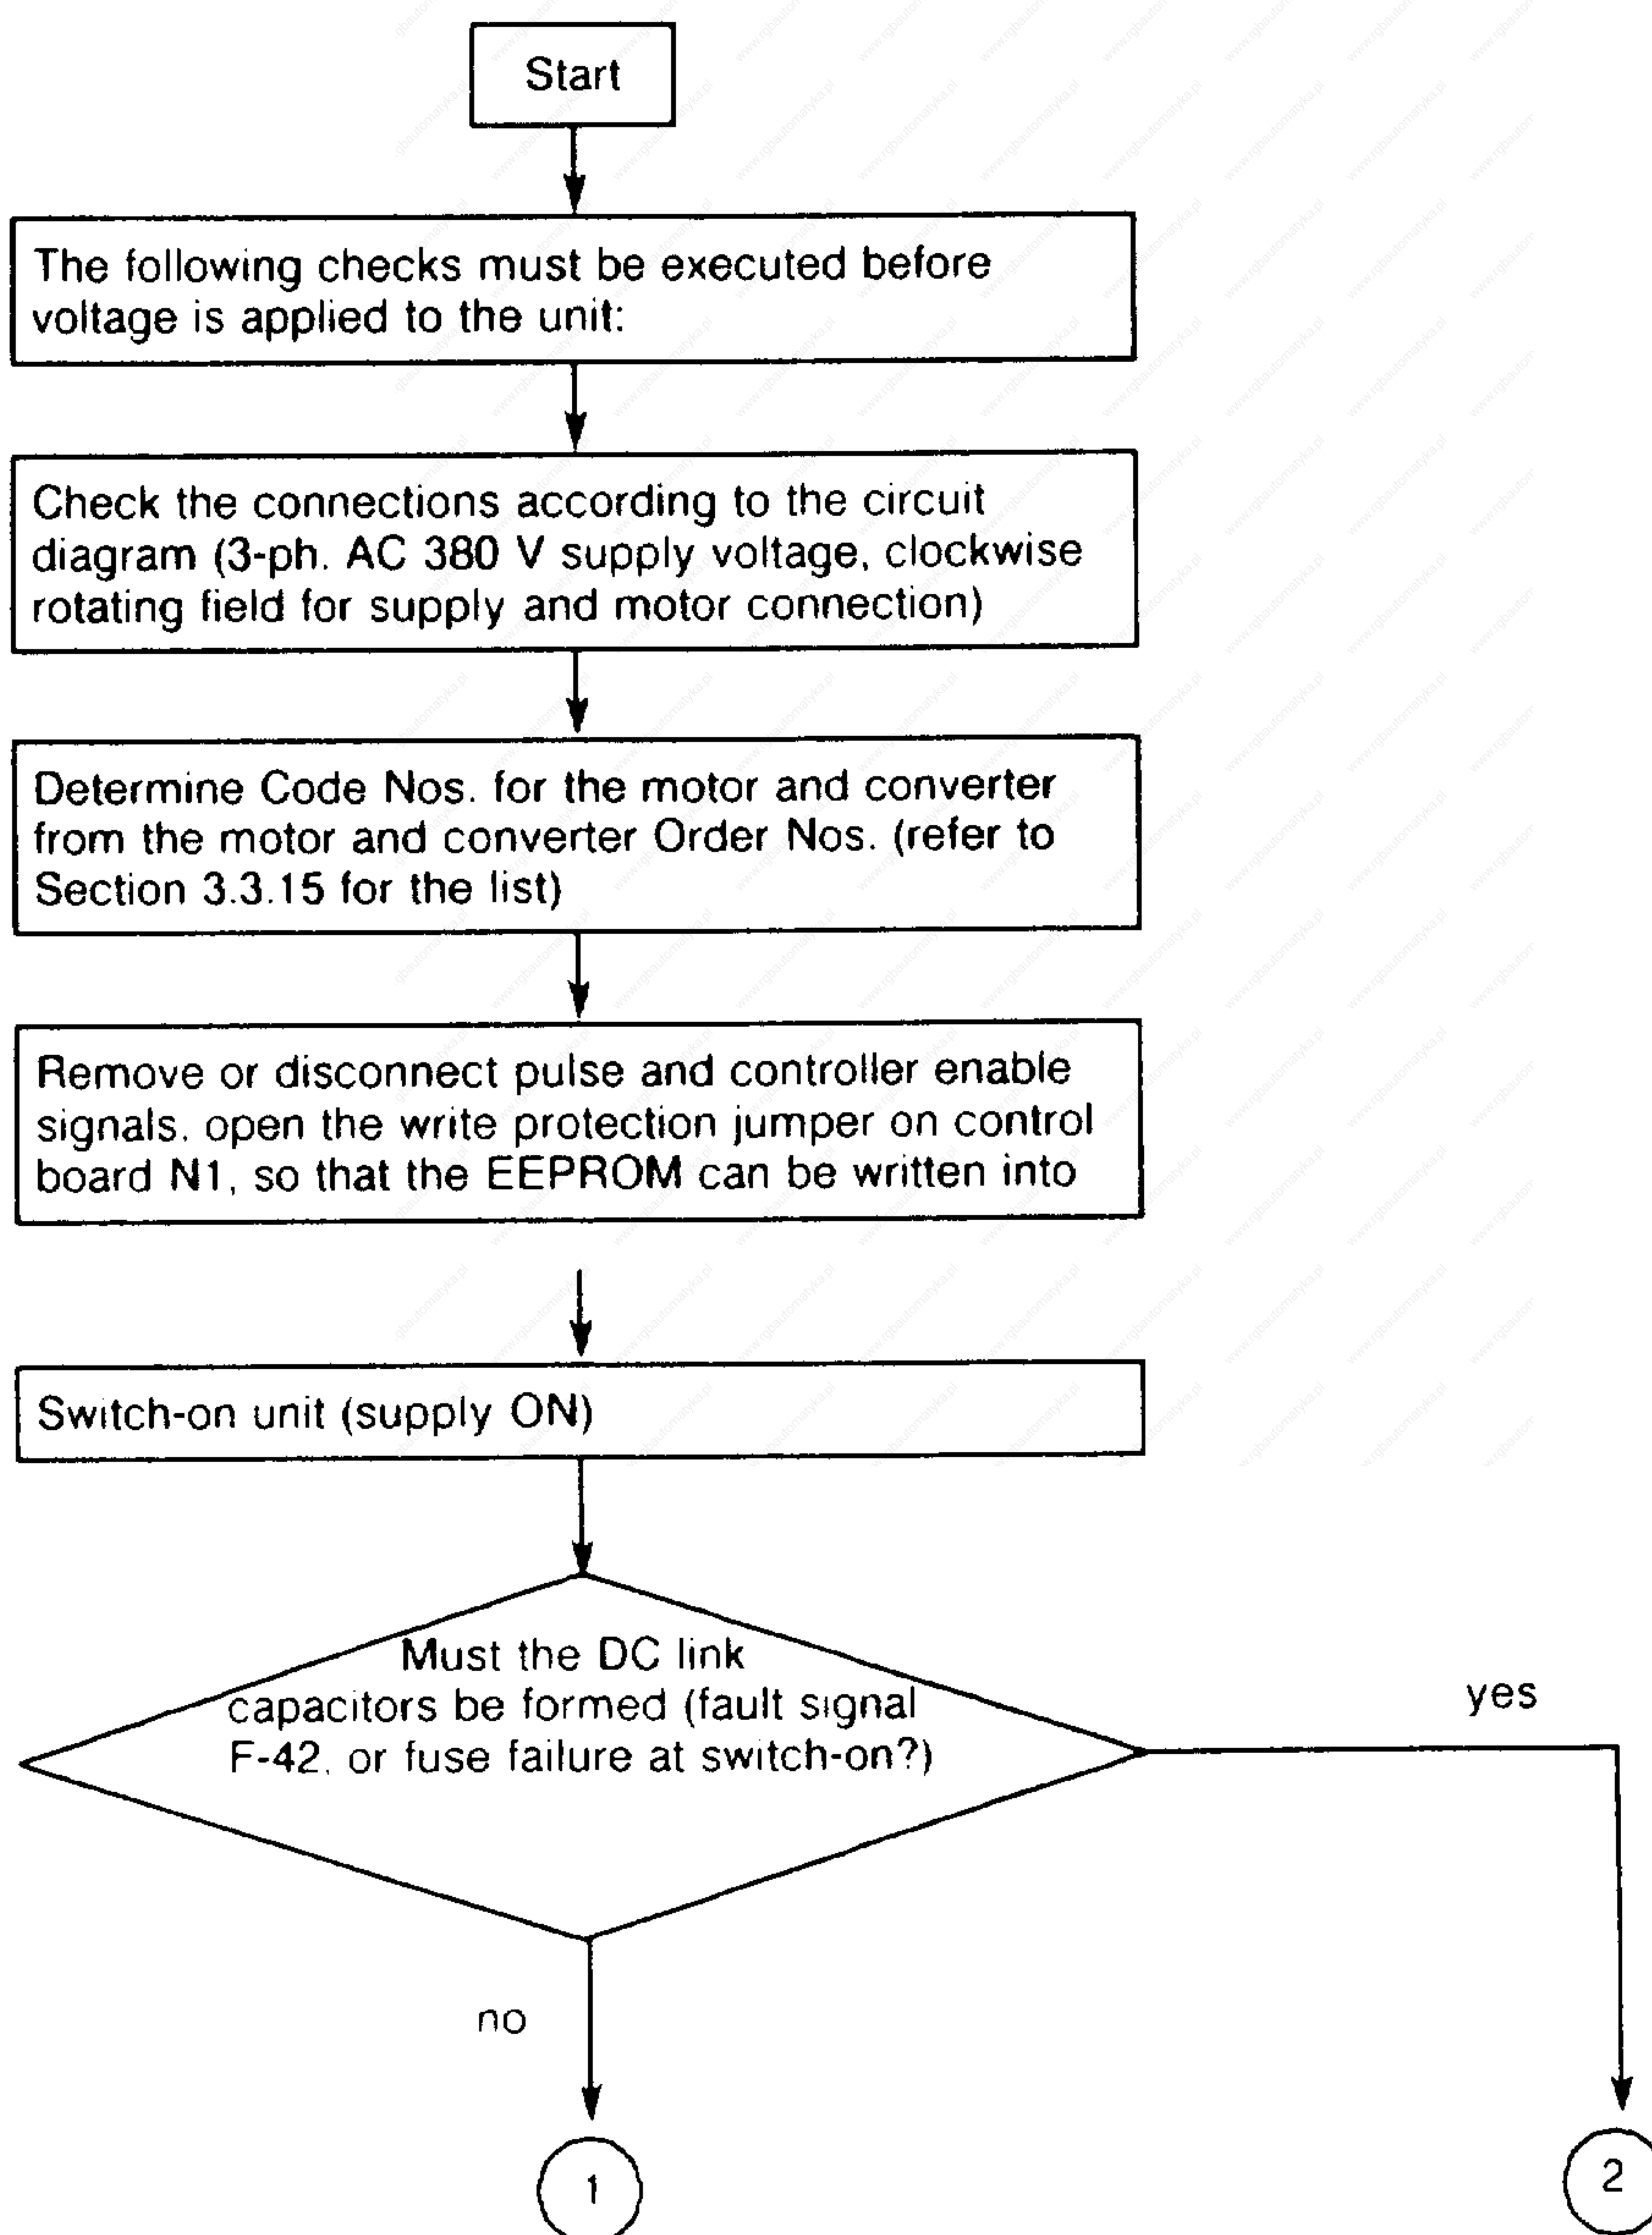 Start
The following checks must be executed before
voltage is applied to the unit:
Check the connections according to the circuit
diagram (3-ph. AC 380 V supply voltage, clockwise
rotating field for supply and motor connection)
Determine Code Nos. for the motor and converter
from the motor and converter Order Nos. (refer to
Section 3.3.15 for the list)
Remove or disconnect pulse and controller enable
signals, open the write protection jumper on control
board N1, so that the EEPROM can be written into
Switch-on unit (supply ON)
Must the DC link
capacitors be formed (fault signal
F-42, or fuse failure at switch-on?)
yes
no
1
2
www.rgbautomatyka.pl